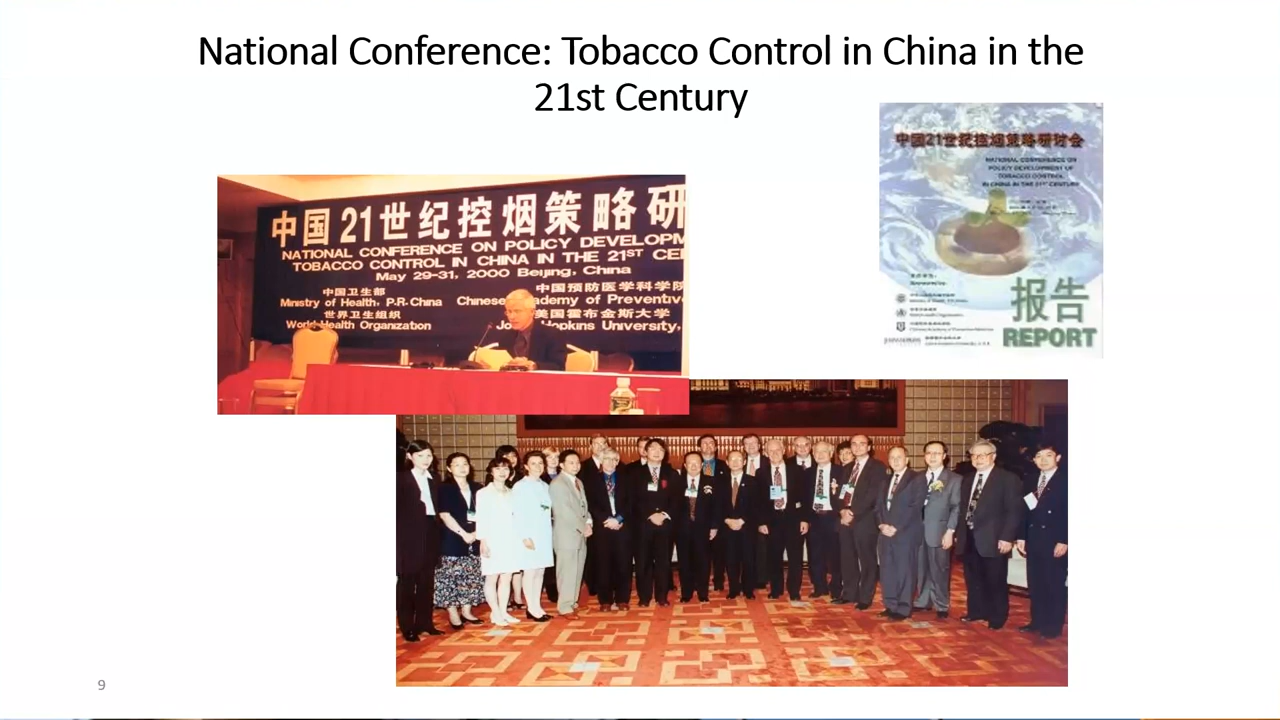 National Conference: Tobacco Control in China in the
21st Century
中国21世纪控烟策略研
NATIONAL CONFERENCE ON POLICY DEVELOPM
TOBACCO CONTROL IN CHINA IN THE 21ST CE
May 29-31, 2000 Beijing, China
中国卫生部
中国预防医学科学院
Ministry of Health, P.R. China
Chinese ademy of Preventive
世界卫生组织
美国霍布金斯大学
World Health Organization
Jo Hopkins University,
中国21世纪控烟策略研讨会
NATIONAL CONFERENCE ON
POLICY DEVELOPMENT OF
TOBACCO CONTROL
IN CHINA IN THE 21ST CENTURY
报告
REPORT
9